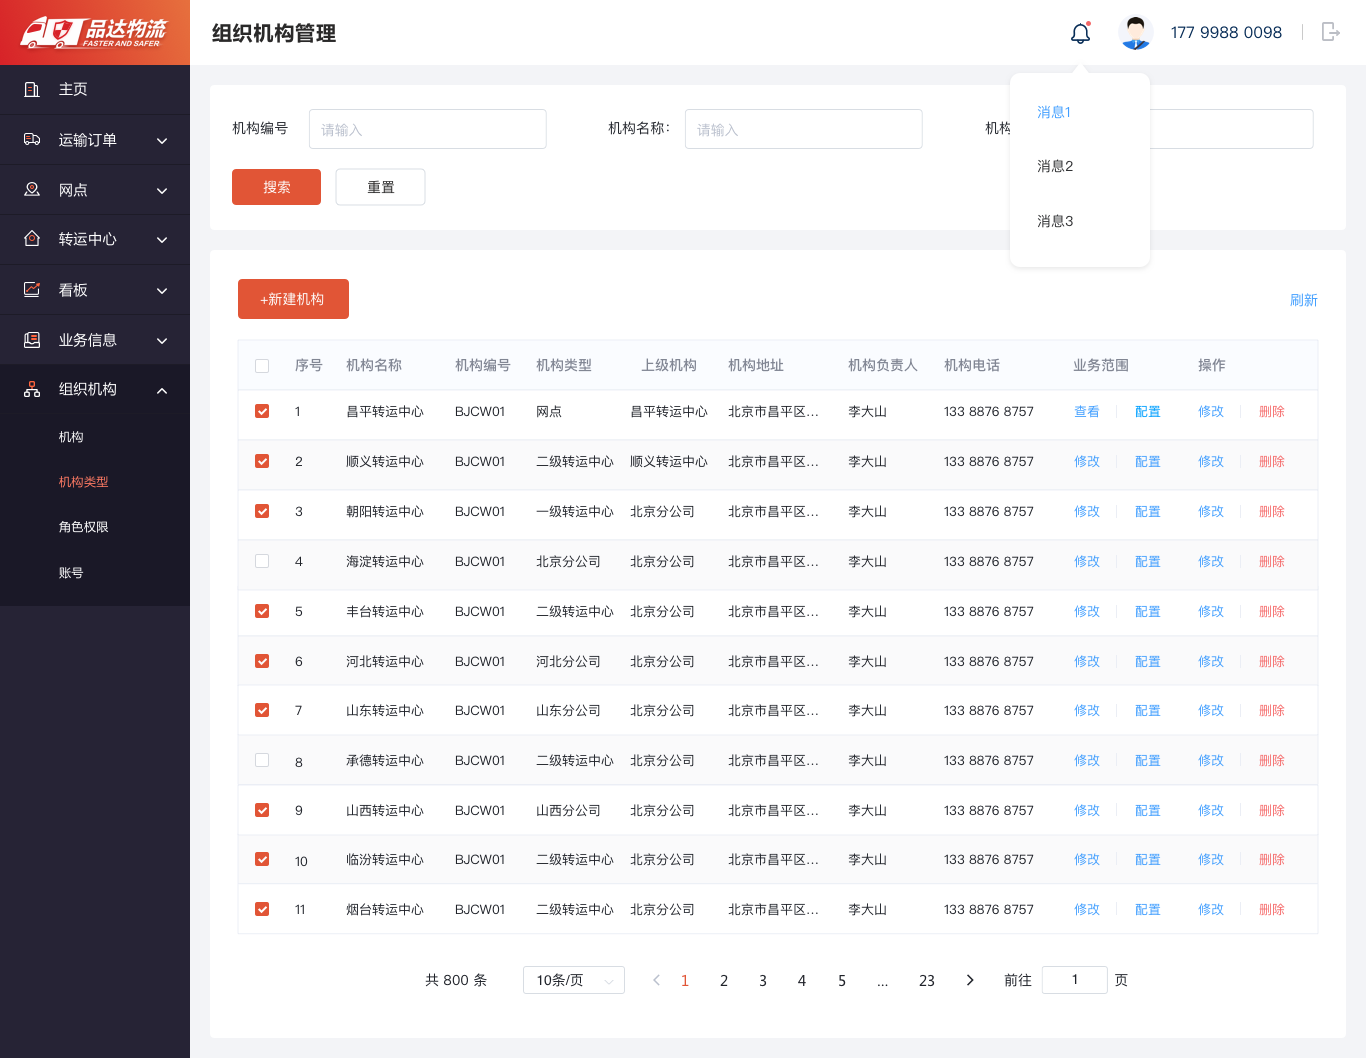 品达物流
FASTER AND SAFER
组织机构管理
177 9988 0098
主页
运输订单
网点
转运中心
看板
业务信息
组织机构
机构
机构类型
角色权限
账号
消息1
消息2
消息3
机构编号 请输入 机构名称: 请输入 机构
搜索 重置
+新建机构 刷新
序号 机构名称 机构编号 机构类型 上级机构 机构地址 机构负责人 机构电话 业务范围 操作
1 昌平转运中心 BJCW01 网点 昌平转运中心 北京市昌平区... 李大山 133 8876 8757 查看 配置 修改 删除
2 顺义转运中心 BJCW01 二级转运中心 顺义转运中心 北京市昌平区... 李大山 133 8876 8757 修改 配置 修改 删除
3 朝阳转运中心 BJCW01 一级转运中心 北京分公司 北京市昌平区... 李大山 133 8876 8757 修改 配置 修改 删除
4 海淀转运中心 BJCW01 北京分公司 北京分公司 北京市昌平区... 李大山 133 8876 8757 修改 配置 修改 删除
5 丰台转运中心 BJCW01 二级转运中心 北京分公司 北京市昌平区... 李大山 133 8876 8757 修改 配置 修改 删除
6 河北转运中心 BJCW01 河北分公司 北京分公司 北京市昌平区... 李大山 133 8876 8757 修改 配置 修改 删除
7 山东转运中心 BJCW01 山东分公司 北京分公司 北京市昌平区... 李大山 133 8876 8757 修改 配置 修改 删除
8 承德转运中心 BJCW01 二级转运中心 北京分公司 北京市昌平区... 李大山 133 8876 8757 修改 配置 修改 删除
9 山西转运中心 BJCW01 山西分公司 北京分公司 北京市昌平区... 李大山 133 8876 8757 修改 配置 修改 删除
10 临汾转运中心 BJCW01 二级转运中心 北京分公司 北京市昌平区... 李大山 133 8876 8757 修改 配置 修改 删除
11 烟台转运中心 BJCW01 二级转运中心 北京分公司 北京市昌平区... 李大山 133 8876 8757 修改 配置 修改 删除
共 800 条 10条/页 1 2 3 4 5 ... 23 前往 1 页